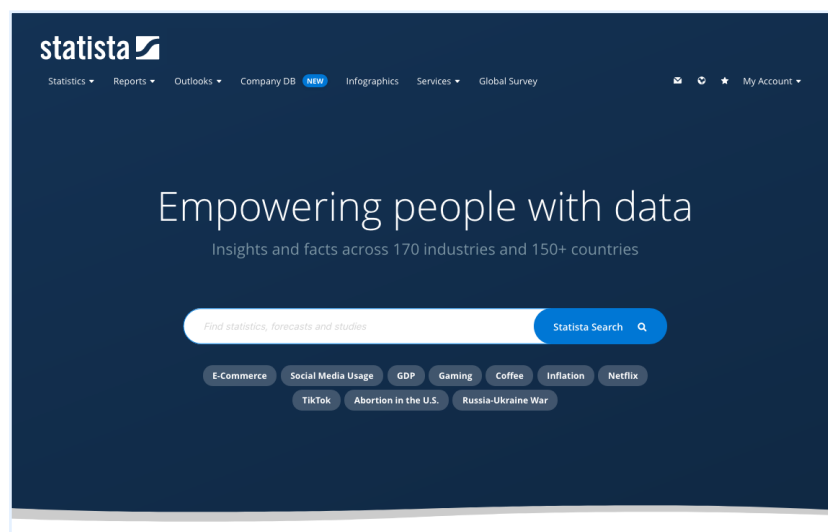 statista
Statistics Reports Outlooks Company DB NEW Infographics Services Global Survey My Account
Empowering people with data
Insights and facts across 170 industries and 150+ countries
Find statistics, forecasts and studies Statista Search
E-Commerce Social Media Usage GDP Gaming Coffee Inflation Netflix
TikTok Abortion in the U.S. Russia-Ukraine War